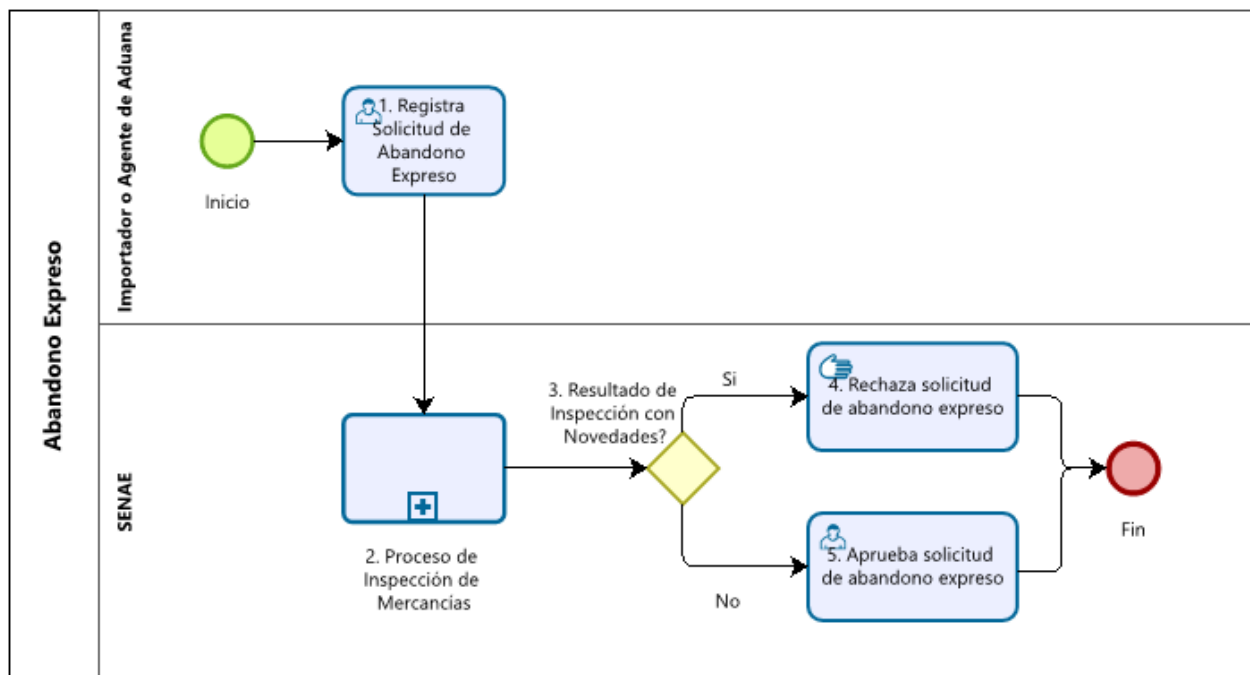 Abandono Expreso
Importador o Agente de Aduana
Inicio
1. Registra
Solicitud de
Abandono
Expreso
SENAE
2. Proceso de
Inspección de
Mercancías
3. Resultado de
Inspección con
Novedades?
Si
4. Rechaza solicitud
de abandono expreso
No
5. Aprueba solicitud
de abandono expreso
Fin